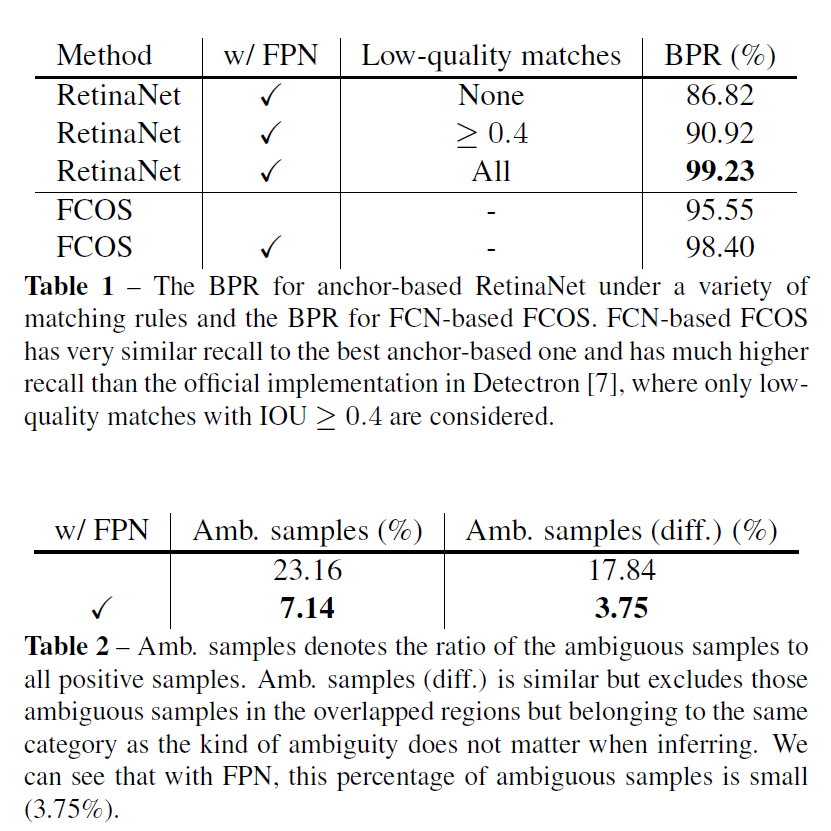 Method w/ FPN Low-quality matches BPR (%)
RetinaNet ✓ None 86.82
RetinaNet ✓ ≥ 0.4 90.92
RetinaNet ✓ All 99.23
FCOS - 95.55
FCOS ✓ - 98.40
Table 1 – The BPR for anchor-based RetinaNet under a variety of
matching rules and the BPR for FCN-based FCOS. FCN-based FCOS
has very similar recall to the best anchor-based one and has much higher
recall than the official implementation in Detectron [7], where only low-
quality matches with IOU ≥ 0.4 are considered.
w/ FPN Amb. samples (%) Amb. samples (diff.) (%)
23.16 17.84
✓ 7.14 3.75
Table 2 – Amb. samples denotes the ratio of the ambiguous samples to
all positive samples. Amb. samples (diff.) is similar but excludes those
ambiguous samples in the overlapped regions but belonging to the same
category as the kind of ambiguity does not matter when inferring. We
can see that with FPN, this percentage of ambiguous samples is small
(3.75%).